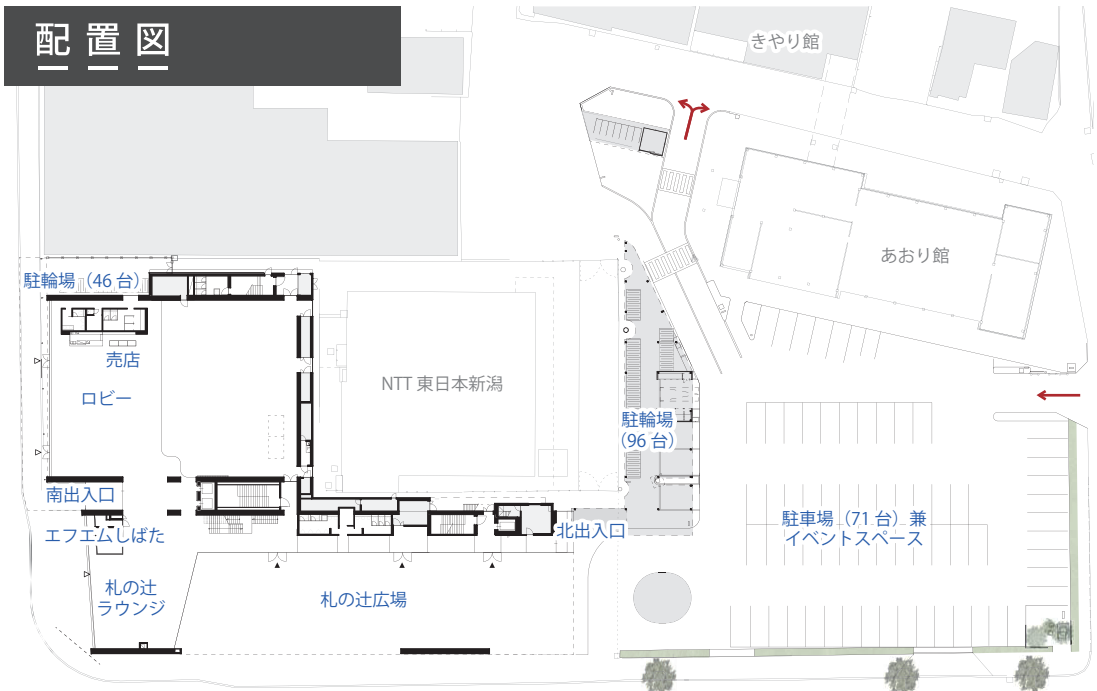 配置図
きやり館
あおり館
駐輪場（46 台）
売店
ロビー
NTT 東日本新潟
駐輪場
（96 台）
南出入口
エフエムしばた
北出入口
駐車場（71 台）兼
イベントスペース
札の辻
ラウンジ
札の辻広場